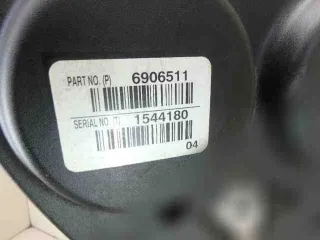 PART NO. (P) 6906511
SERIAL NO. (T) 1544180
04